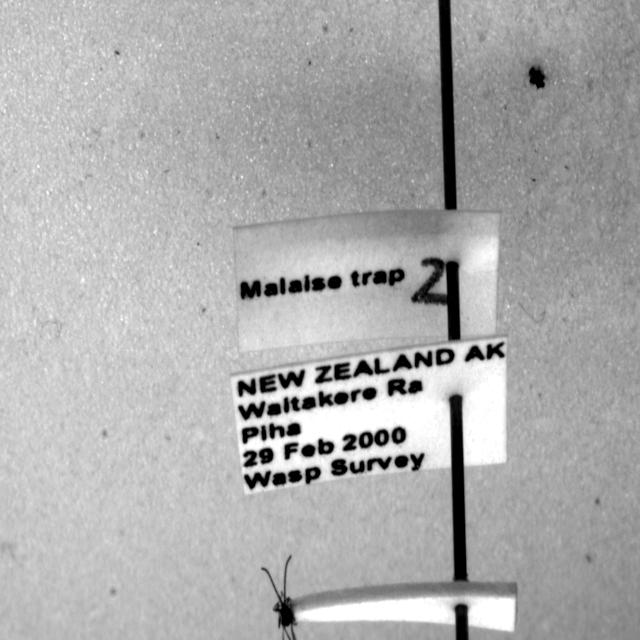 Malaise trap 2
NEW ZEALAND AK
Waitakere Ra
Piha
29 Feb 2000
Wasp Survey